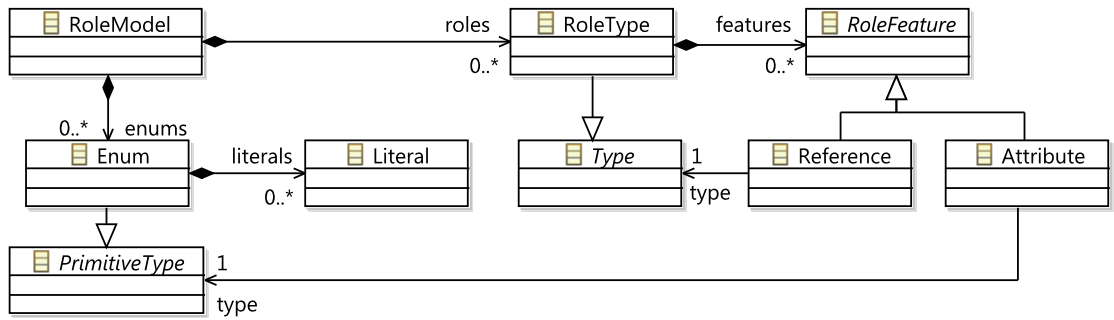 RoleModel
roles
0..*
RoleType
features
0..*
RoleFeature
0..*
enums
Enum
literals
0..*
Literal
Type
1
type
Reference
Attribute
PrimitiveType
1
type